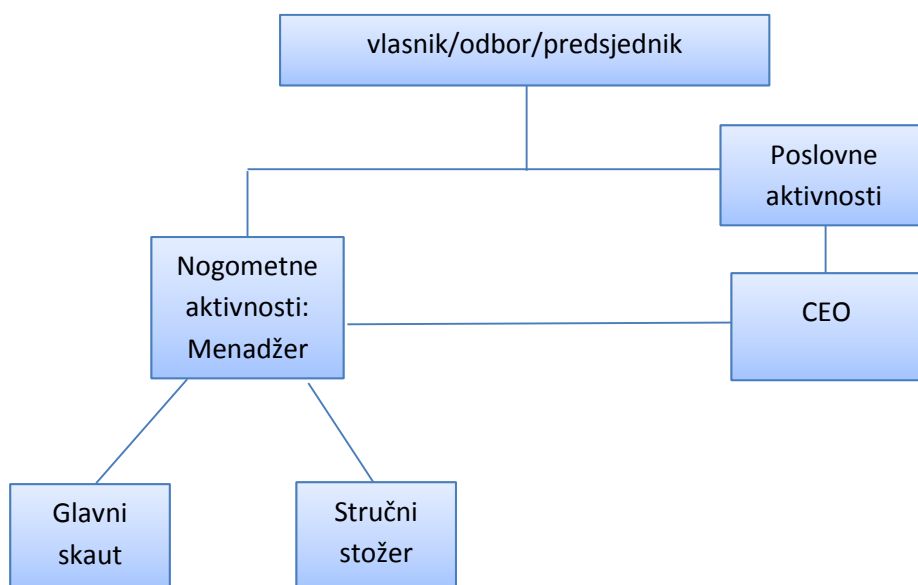 vlasnik/odbor/predsjednik
Poslovne
aktivnosti
Nogometne
aktivnosti:
Menadžer
CEO
Glavni
skaut
Stručni
stožer